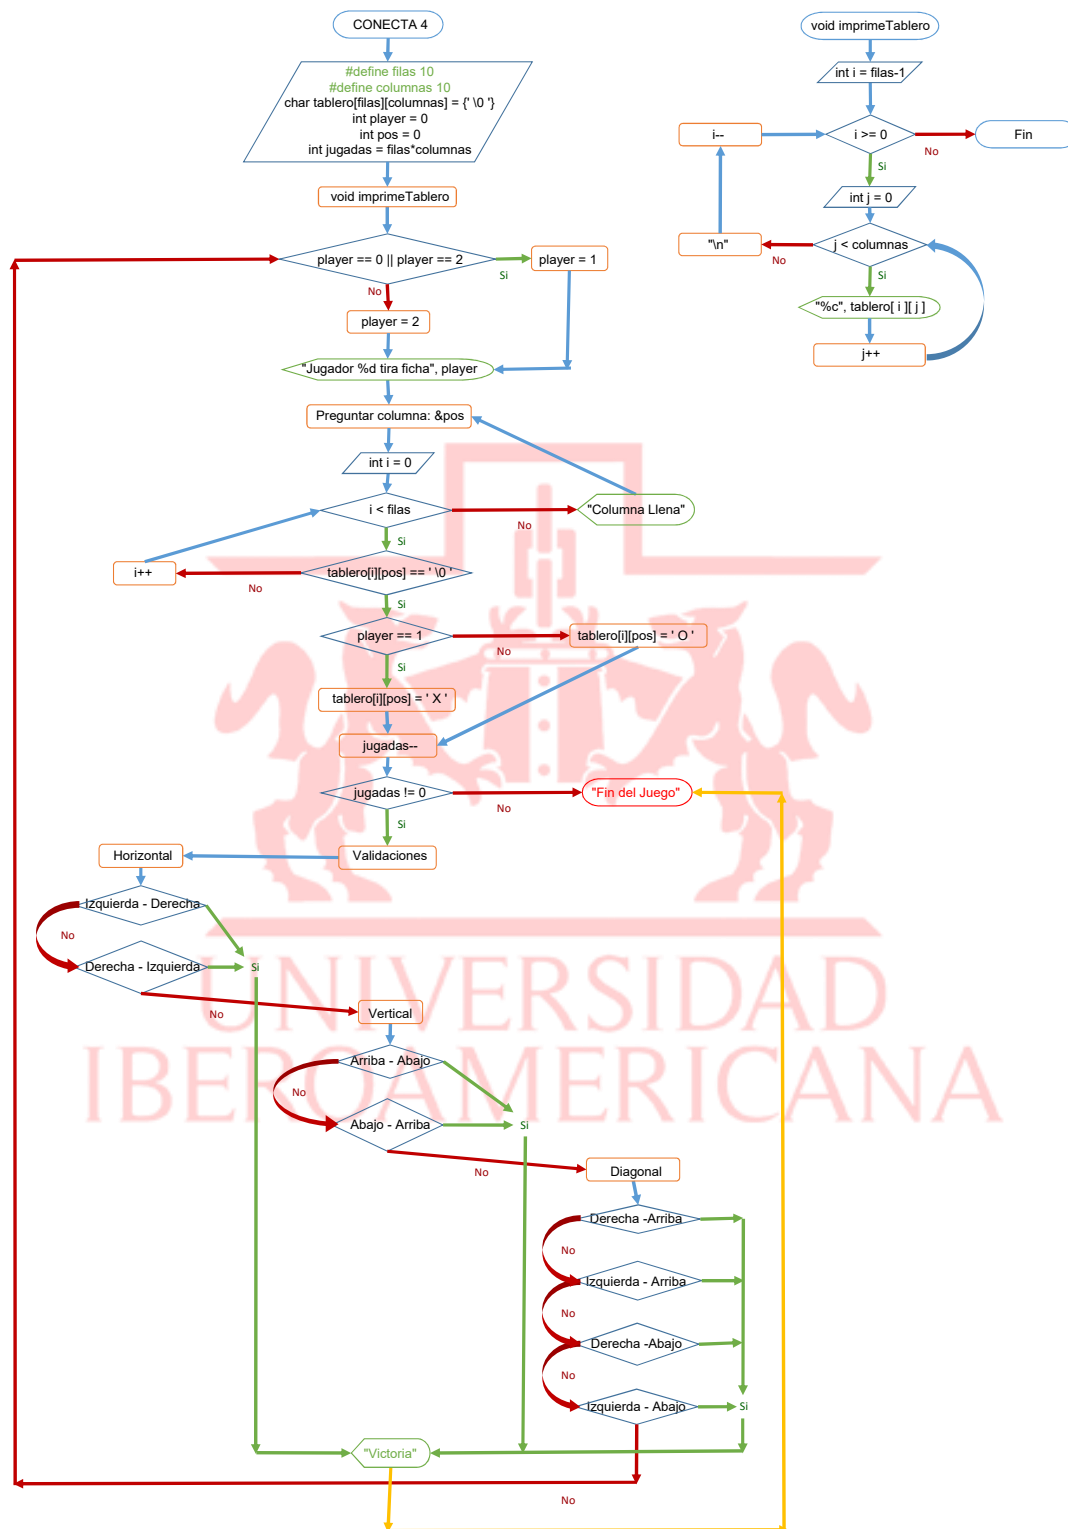 CONECTA 4
#define filas 10
#define columnas 10
char tablero[filas][columnas] = {' \0 '}
int player = 0
int pos = 0
int jugadas = filas*columnas
void imprimeTablero
player == 0 || player == 2
Si
player = 1
No
player = 2
"Jugador %d tira ficha", player
Preguntar columna: &pos
int i = 0
i < filas
No
"Columna Llena"
Si
i++
No
tablero[i][pos] == ' \0 '
Si
player == 1
No
tablero[i][pos] = ' O '
Si
tablero[i][pos] = ' X '
jugadas--
jugadas != 0
No
"Fin del Juego"
Si
Validaciones
Horizontal
Izquierda - Derecha
No
Derecha - Izquierda
Si
No
Vertical
Arriba - Abajo
No
Abajo - Arriba
Si
No
Diagonal
Derecha -Arriba
No
Izquierda - Arriba
No
Derecha -Abajo
No
Izquierda - Abajo
Si
"Victoria"
No
void imprimeTablero
int i = filas-1
i--
i >= 0
No
Fin
Si
int j = 0
"\n"
No
j < columnas
Si
"%c", tablero[ i ][ j ]
j++
UNIVERSIDAD
IBEROAMERICANA